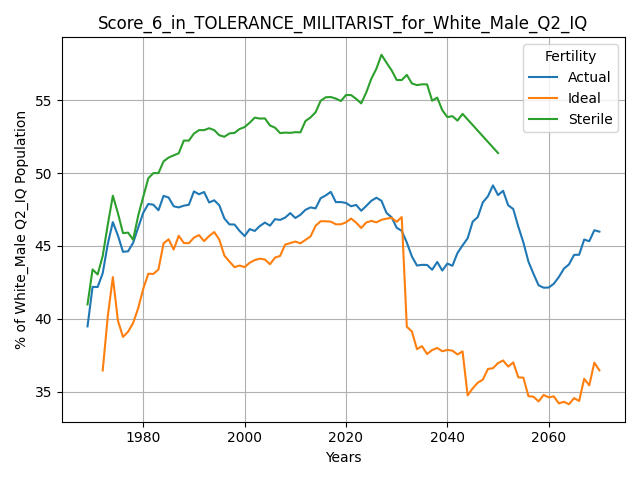 Score_6_in_TOLERANCE_MILITARIST_for_White_Male_Q2_IQ
% of White_Male Q2_IQ Population
55
50
45
40
35
Fertility
Actual
Ideal
Sterile
1980
2000
2020
2040
2060
Years